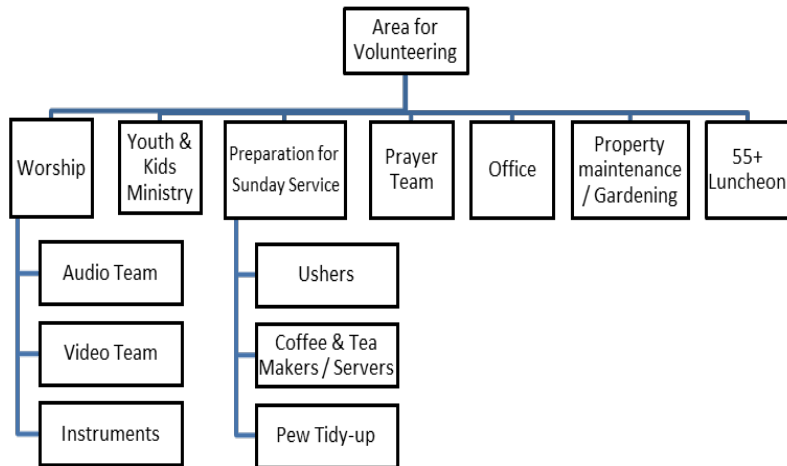 Area for
Volunteering
Worship
Youth &
Kids
Ministry
Preparation for
Sunday Service
Prayer
Team
Office
Property
maintenance
/ Gardening
55+
Luncheon
Audio Team
Video Team
Instruments
Ushers
Coffee & Tea
Makers / Servers
Pew Tidy-up